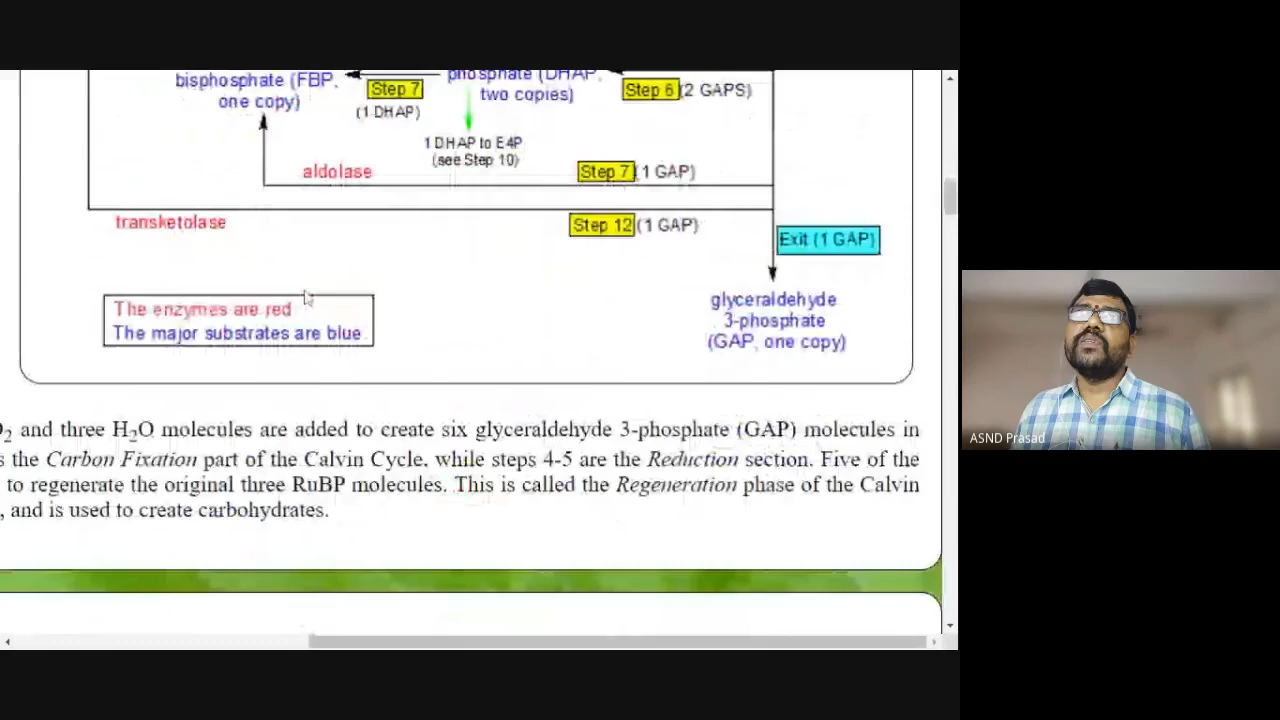 bisphosphate (FBP,
one copy)
Step 7
(1 DHAP)
phosphate (DHAP,
two copies)
Step 6 (2 GAPS)
1 DHAP to E4P
(see Step 10)
aldolase
Step 7 (1 GAP)
transketolase
Step 12 (1 GAP)
Exit (1 GAP)
The enzymes are red
The major substrates are blue
glyceraldehyde
3-phosphate
(GAP, one copy)
O₂ and three H₂O molecules are added to create six glyceraldehyde 3-phosphate (GAP) molecules in
s the Carbon Fixation part of the Calvin Cycle, while steps 4-5 are the Reduction section. Five of the
to regenerate the original three RuBP molecules. This is called the Regeneration phase of the Calvin
, and is used to create carbohydrates.
ASND Prasad